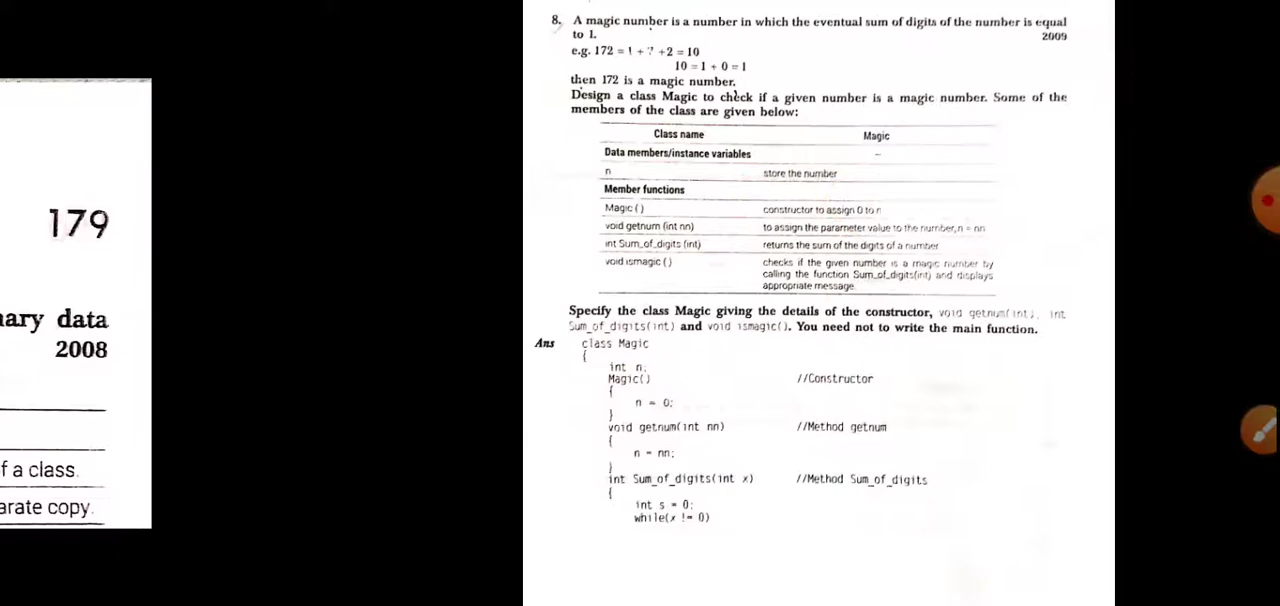 179
ary data
2008
f a class.
arate copy.
8. A magic number is a number in which the eventual sum of digits of the number is equal
to 1. 2009
e.g. 172 = 1 + 7 +2 = 10
10 = 1 + 0 = 1
then 172 is a magic number.
Design a class Magic to check if a given number is a magic number. Some of the
members of the class are given below:
Class name Magic
Data members/instance variables –
n store the number
Member functions
Magic () constructor to assign 0 to n
void getnum (int nn) to assign the parameter value to the number, n = nn
int Sum_of_digits (int) returns the sum of the digits of a number
void ismagic () checks if the given number is a magic number by
calling the function Sum_of_digits(int) and displays
appropriate message.
Specify the class Magic giving the details of the constructor, void getnum(int), int
Sum_of_digits(int) and void ismagic(). You need not to write the main function.
Ans class Magic
{
int n;
Magic() //Constructor
{
n = 0;
}
void getnum(int nn) //Method getnum
{
n = nn;
}
int Sum_of_digits(int x) //Method Sum_of_digits
{
int s = 0;
while(x != 0)